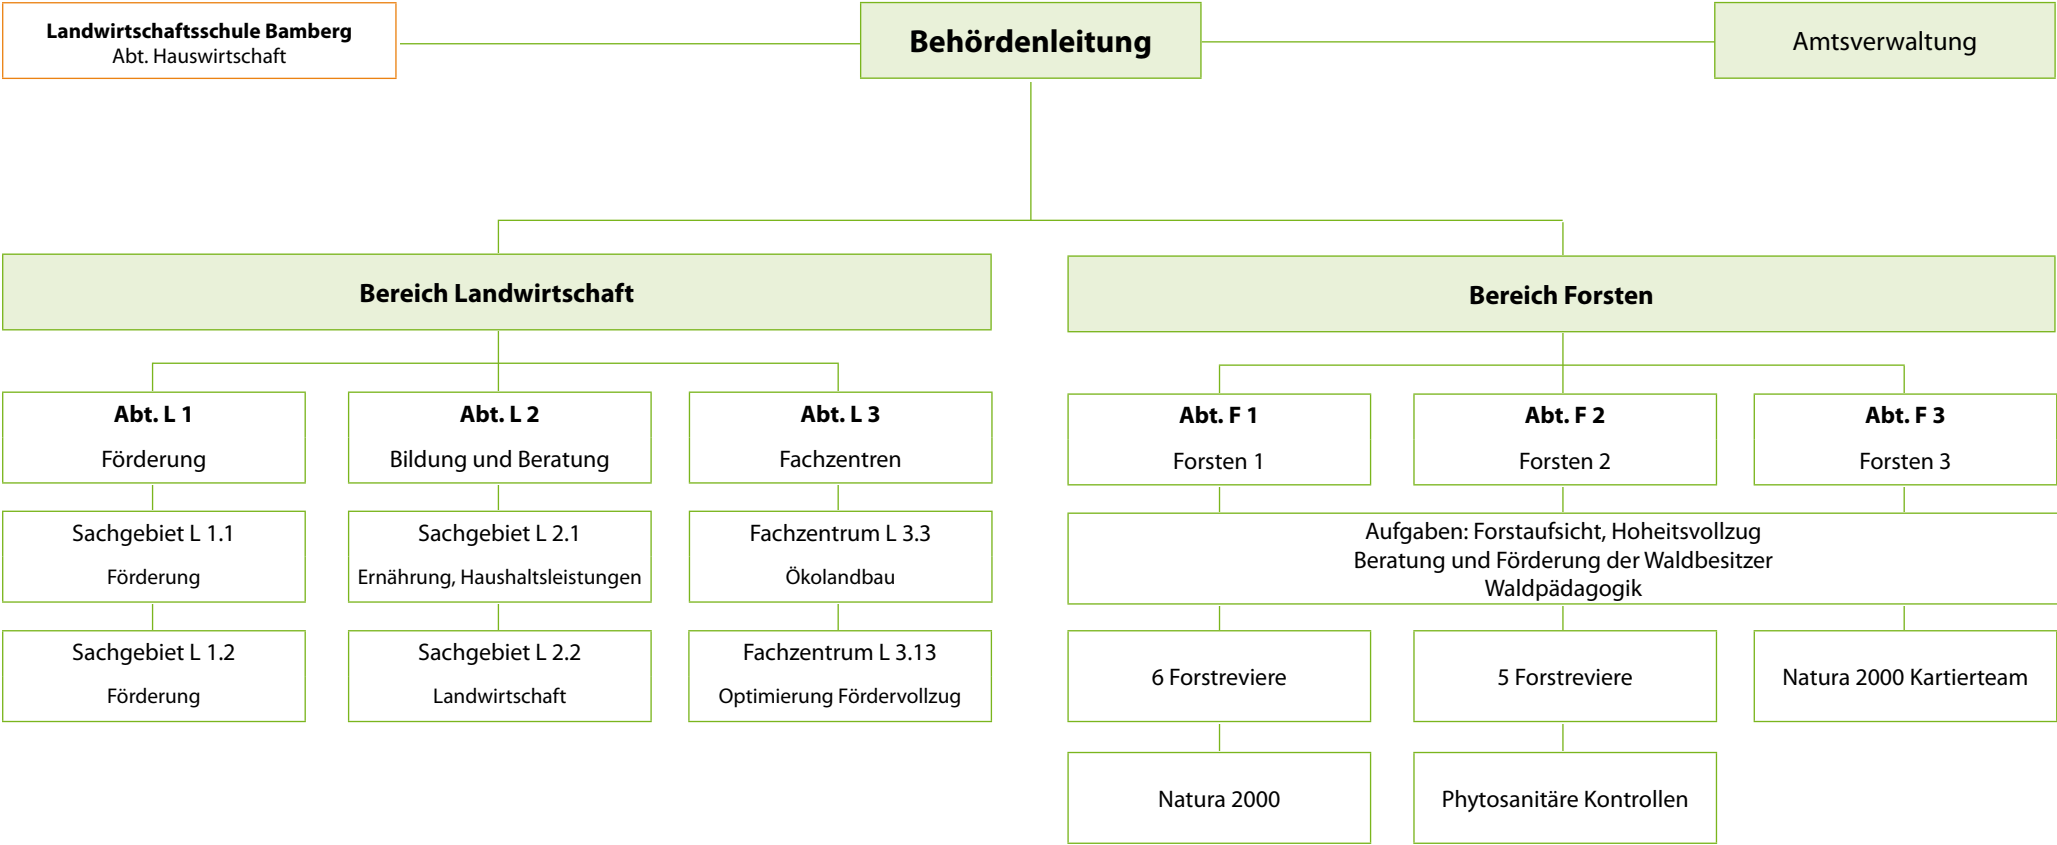 Landwirtschaftsschule Bamberg
Abt. Hauswirtschaft
Behördenleitung
Amtsverwaltung
Bereich Landwirtschaft
Bereich Forsten
Abt. L 1
Förderung
Abt. L 2
Bildung und Beratung
Abt. L 3
Fachzentren
Abt. F 1
Forsten 1
Abt. F 2
Forsten 2
Abt. F 3
Forsten 3
Sachgebiet L 1.1
Förderung
Sachgebiet L 2.1
Ernährung, Haushaltsleistungen
Fachzentrum L 3.3
Ökolandbau
Aufgaben: Forstaufsicht, Hoheitsvollzug
Beratung und Förderung der Waldbesitzer
Waldpädagogik
Sachgebiet L 1.2
Förderung
Sachgebiet L 2.2
Landwirtschaft
Fachzentrum L 3.13
Optimierung Fördervollzug
6 Forstreviere
5 Forstreviere
Natura 2000 Kartierteam
Natura 2000
Phytosanitäre Kontrollen